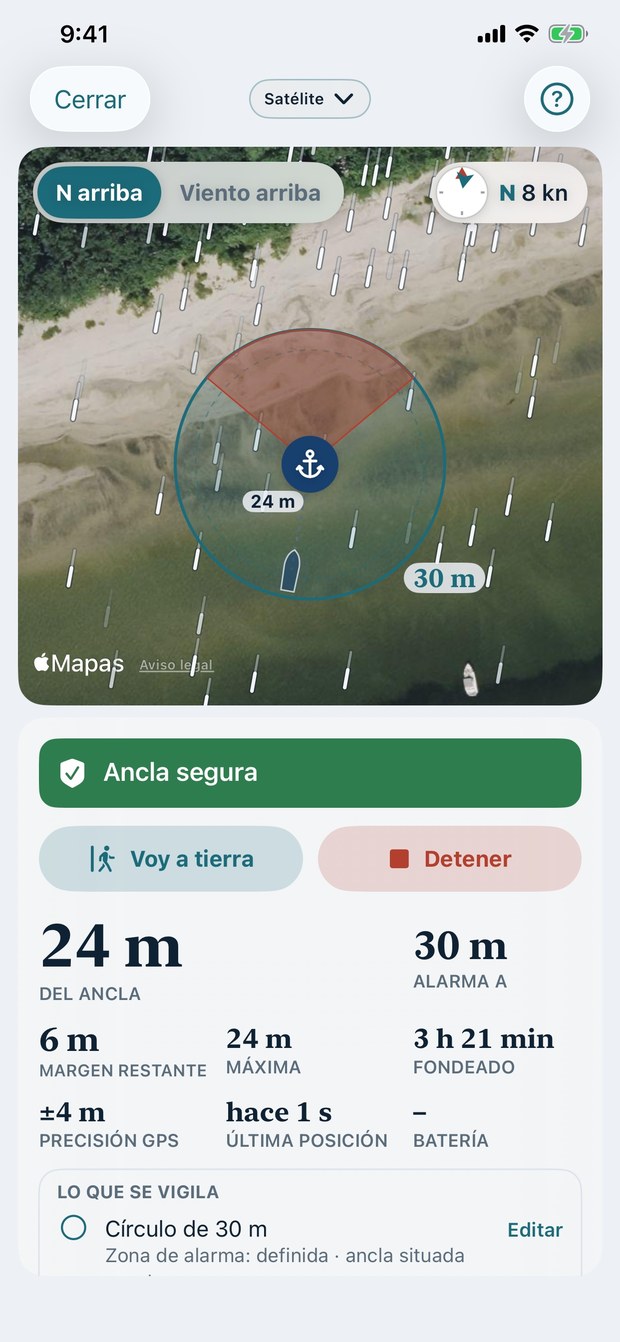 9:41
Cerrar
Satélite
?
N arriba
Viento arriba
N 8 kn
24 m
30 m
Mapas
Aviso legal
Ancla segura
Voy a tierra
Detener
24 m
DEL ANCLA
30 m
ALARMA A
6 m
MARGEN RESTANTE
24 m
MÁXIMA
3 h 21 min
FONDEADO
±4 m
PRECISIÓN GPS
hace 1 s
ÚLTIMA POSICIÓN
–
BATERÍA
LO QUE SE VIGILA
Círculo de 30 m
Editar
Zona de alarma: definida · ancla situada